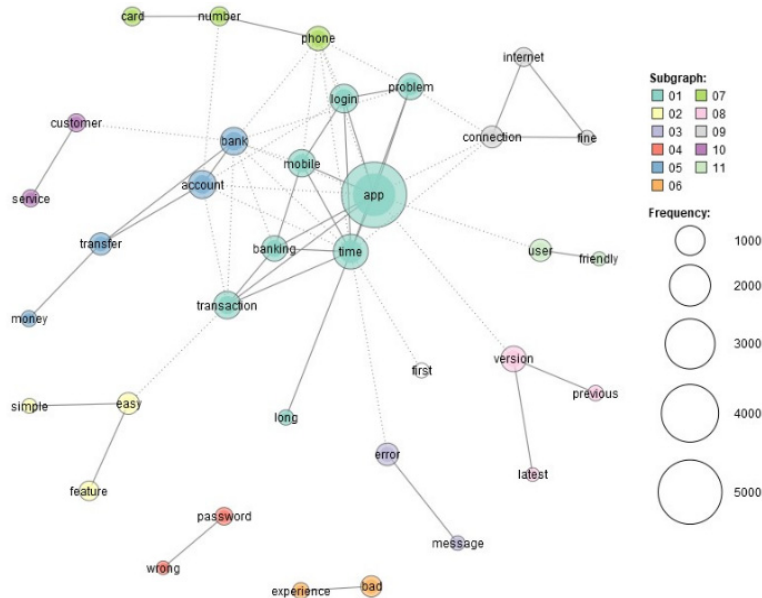 card
number
phone
internet
problem
login
customer
bank
connection
fine
mobile
account
app
service
transfer
banking
time
user
friendly
transaction
money
version
first
previous
simple
easy
long
error
latest
feature
password
message
wrong
experience
bad
Subgraph:
01 07
02 08
03 09
04 10
05 11
06
Frequency:
1000
2000
3000
4000
5000